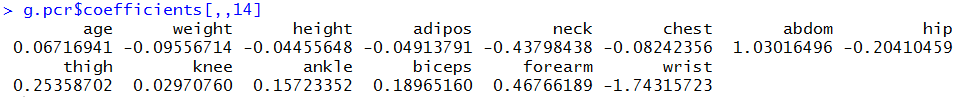 > g.pcr$coefficients[,,14]
age weight height adipos neck chest abdom hip
0.06716941 -0.09556714 -0.04455648 -0.04913791 -0.43798438 -0.08242356 1.03016496 -0.20410459
thigh knee ankle biceps forearm wrist
0.25358702 0.02970760 0.15723352 0.18965160 0.46766189 -1.74315723